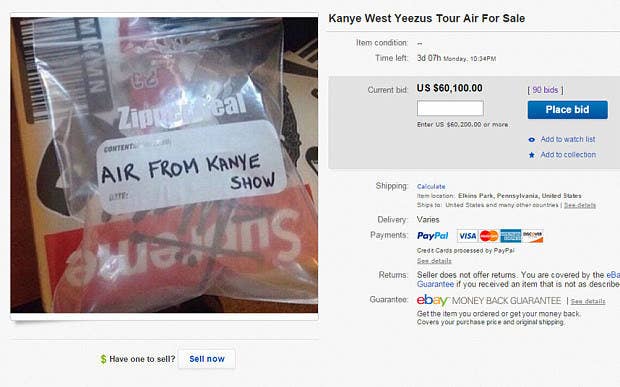 Kanye West Yeezus Tour Air For Sale
Item condition: --
Time left: 3d 07h Monday, 10:34PM
Current bid: US $60,100.00 [ 90 bids ]
Place bid
Enter US $60,200.00 or more
Add to watch list
Add to collection
Shipping: Calculate
Item location: Elkins Park, Pennsylvania, United States
Ships to: United States and many other countries | See details
Delivery: Varies
Payments: PayPal VISA DISCOVER
Credit Cards processed by PayPal
See details
Returns: Seller does not offer returns. You are covered by the eBa
Guarantee if you received an item that is not as describe
Guarantee: ebay MONEY BACK GUARANTEE | See details
Get the item you ordered or get your money back.
Covers your purchase price and original shipping.
AIR FROM KANYE
SHOW
DATE:
Supreme
$ Have one to sell? Sell now